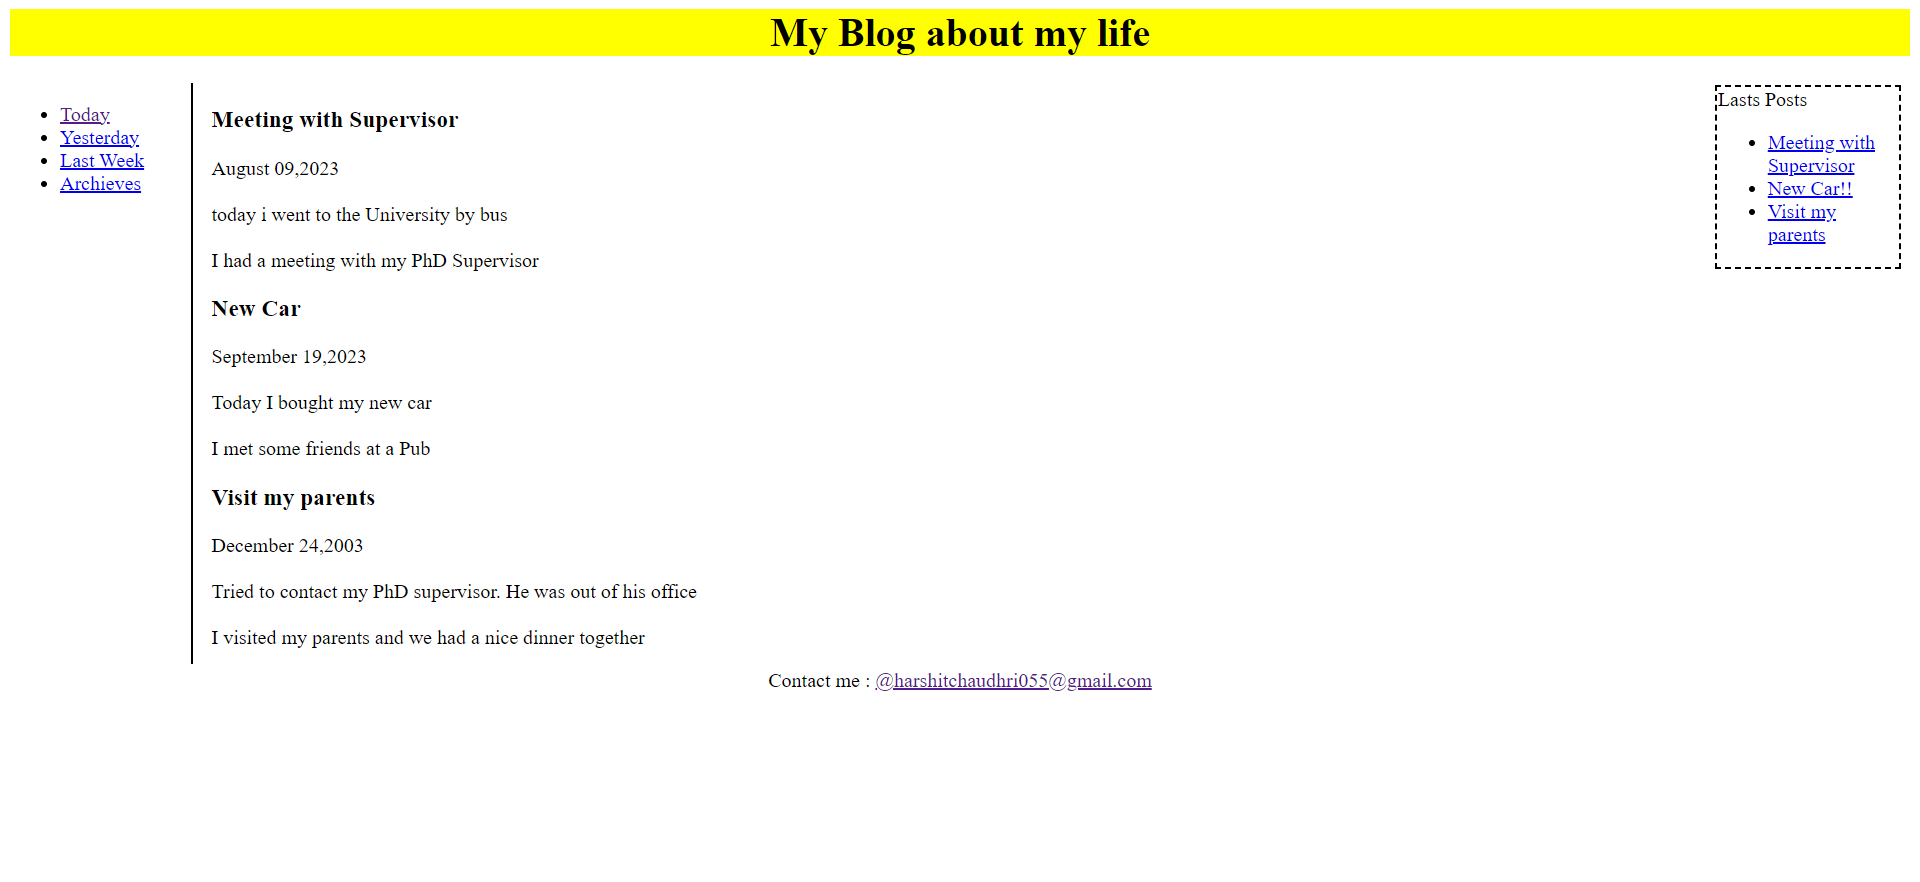 My Blog about my life
Today
Yesterday
Last Week
Archieves
Meeting with Supervisor
August 09,2023
today i went to the University by bus
I had a meeting with my PhD Supervisor
New Car
September 19,2023
Today I bought my new car
I met some friends at a Pub
Visit my parents
December 24,2003
Tried to contact my PhD supervisor. He was out of his office
I visited my parents and we had a nice dinner together
Lasts Posts
Meeting with
Supervisor
New Car!!
Visit my
parents
Contact me : @harshitchaudhri055@gmail.com